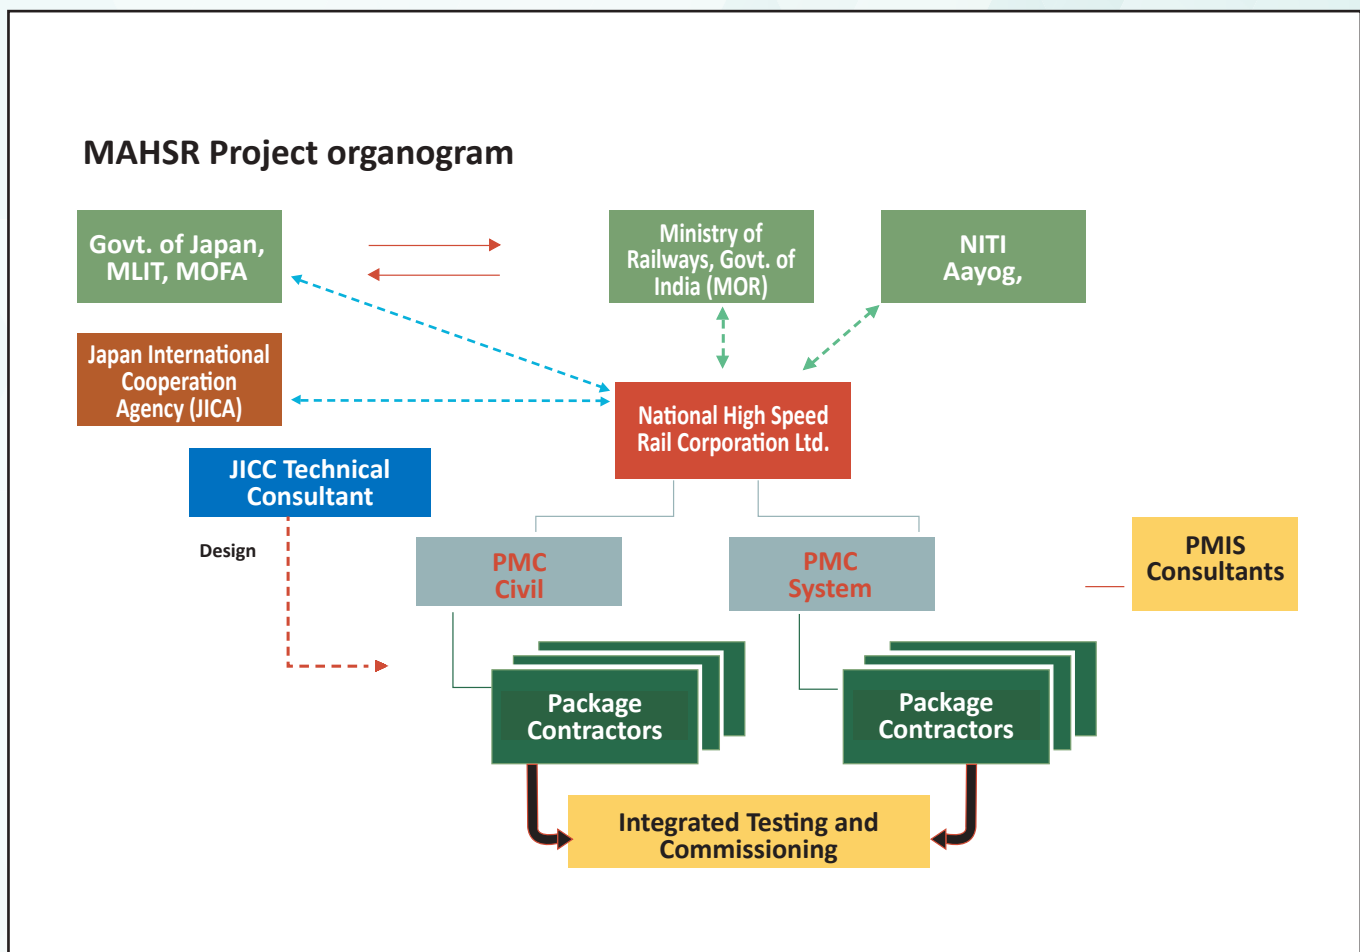 MAHSR Project organogram
Govt. of Japan,
MLIT, MOFA
Ministry of
Railways, Govt. of
India (MOR)
NITI
Aayog,
Japan International
Cooperation
Agency (JICA)
National High Speed
Rail Corporation Ltd.
JICC Technical
Consultant
Design
PMC
Civil
PMC
System
PMIS
Consultants
Package
Contractors
Package
Contractors
Integrated Testing and
Commissioning